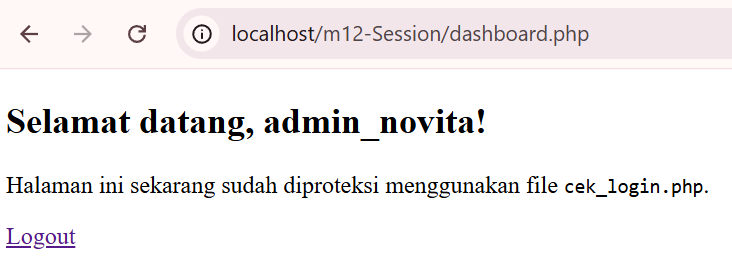 localhost/m12-Session/dashboard.php
Selamat datang, admin_novita!
Halaman ini sekarang sudah diproteksi menggunakan file cek_login.php.
Logout